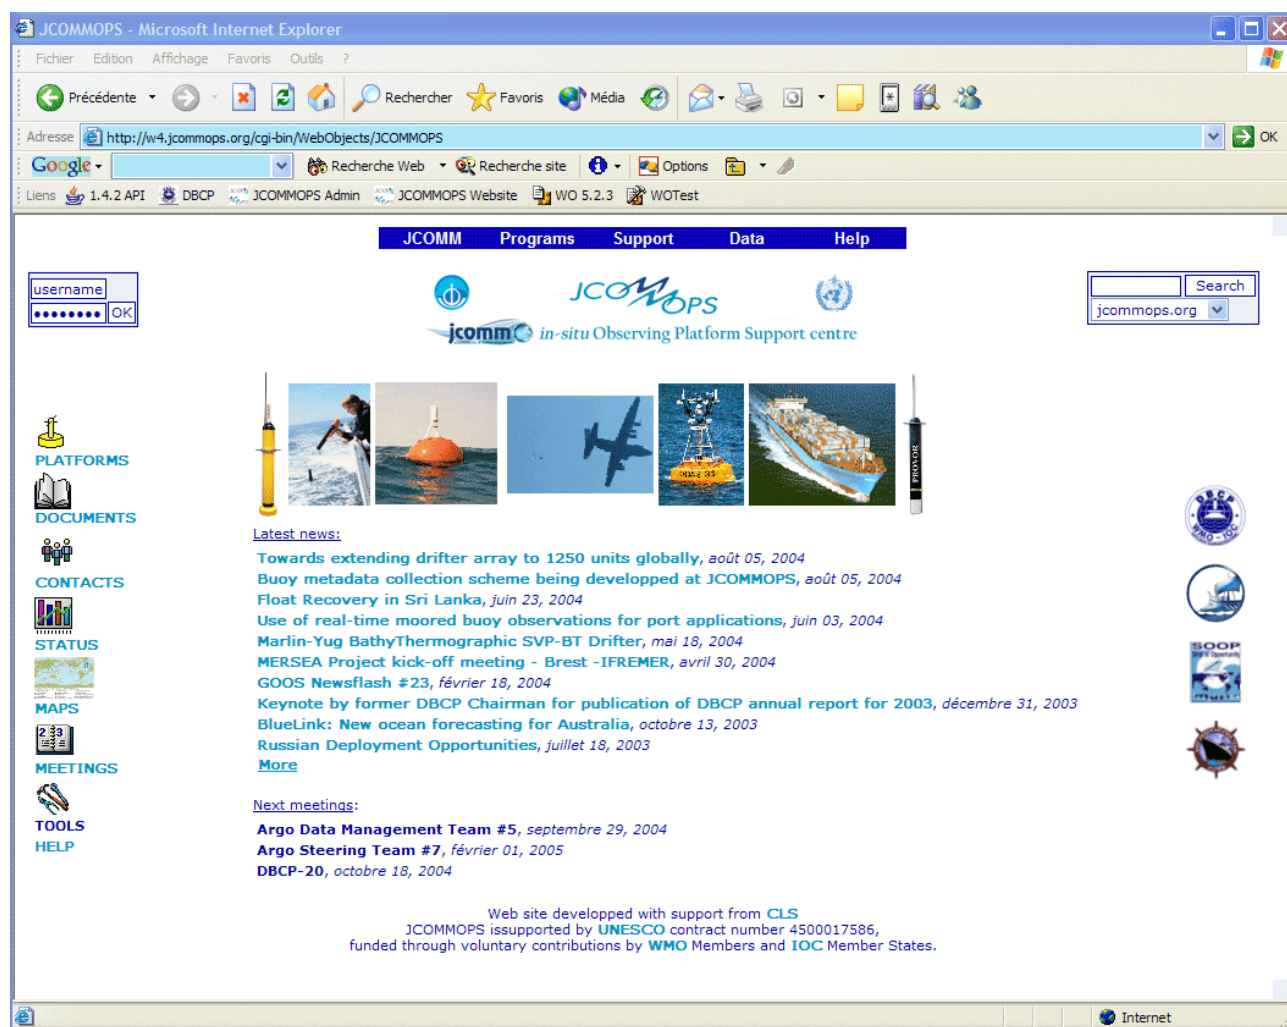 JCOMMOPS - Microsoft Internet Explorer
Fichier Edition Affichage Favoris Outils ?
Précédente Rechercher Favoris Média
Adresse http://w4.jcommops.org/cgi-bin/WebObjects/JCOMMOPS OK
Google Recherche Web Recherche site Options
Liens 1.4.2 API DBCP JCOMMOPS Admin JCOMMOPS Website WO 5.2.3 WOTest
JCOMM Programs Support Data Help
username
•••••••• OK
JCOMMOPS
jcomm in-situ Observing Platform Support centre
Search
jcommops.org
PROVOR
PLATFORMS
DOCUMENTS
CONTACTS
STATUS
MAPS
2 3
MEETINGS
TOOLS
HELP
Latest news:
Towards extending drifter array to 1250 units globally, août 05, 2004
Buoy metadata collection scheme being developped at JCOMMOPS, août 05, 2004
Float Recovery in Sri Lanka, juin 23, 2004
Use of real-time moored buoy observations for port applications, juin 03, 2004
Marlin-Yug BathyThermographic SVP-BT Drifter, mai 18, 2004
MERSEA Project kick-off meeting - Brest -IFREMER, avril 30, 2004
GOOS Newsflash #23, février 18, 2004
Keynote by former DBCP Chairman for publication of DBCP annual report for 2003, décembre 31, 2003
BlueLink: New ocean forecasting for Australia, octobre 13, 2003
Russian Deployment Opportunities, juillet 18, 2003
More
Next meetings:
Argo Data Management Team #5, septembre 29, 2004
Argo Steering Team #7, février 01, 2005
DBCP-20, octobre 18, 2004
DBCP
WMO-IOC
SOOP
Web site developped with support from CLS
JCOMMOPS issupported by UNESCO contract number 4500017586,
funded through voluntary contributions by WMO Members and IOC Member States.
Internet